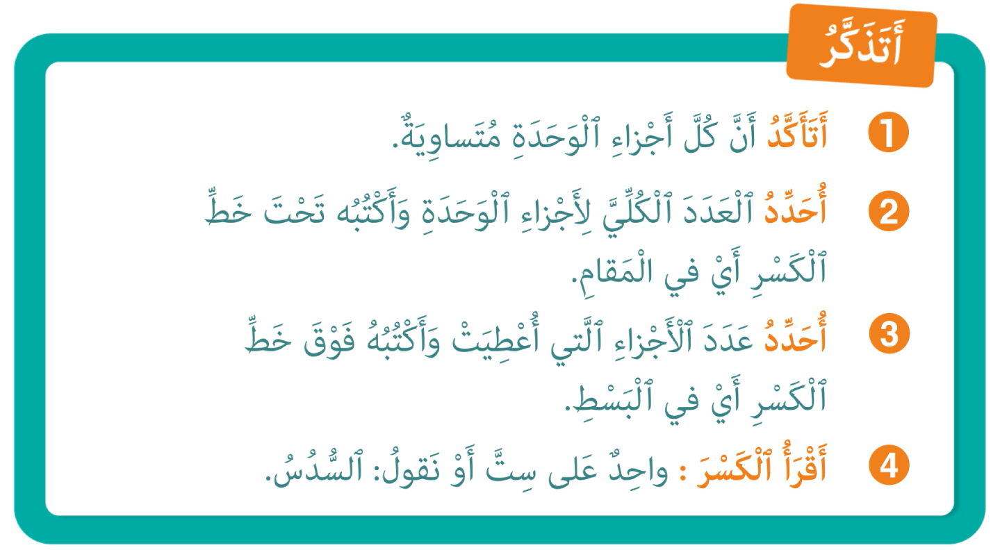 أَتَذَكَّرُ
1 أَتَأَكَّدُ أَنَّ كُلَّ أَجْزاءِ ٱلْوَحَدَةِ مُتَساوِيَةٌ.
2 أُحَدِّدُ ٱلْعَدَدَ ٱلْكُلِّيَّ لِأَجْزاءِ ٱلْوَحَدَةِ وَأَكْتُبُه تَحْتَ خَطِّ
ٱلْكَسْرِ أَيْ في الْمَقامِ.
3 أُحَدِّدُ عَدَدَ ٱلْأَجْزاءِ ٱلَّتي أُعْطِيَتْ وَأَكْتُبُهُ فَوْقَ خَطِّ
ٱلْكَسْرِ أَيْ في ٱلْبَسْطِ.
4 أَقْرَأُ ٱلْكَسْرَ : واحِدٌ عَلى سِتَّ أَوْ نَقولُ: ٱلسُّدُسُ.